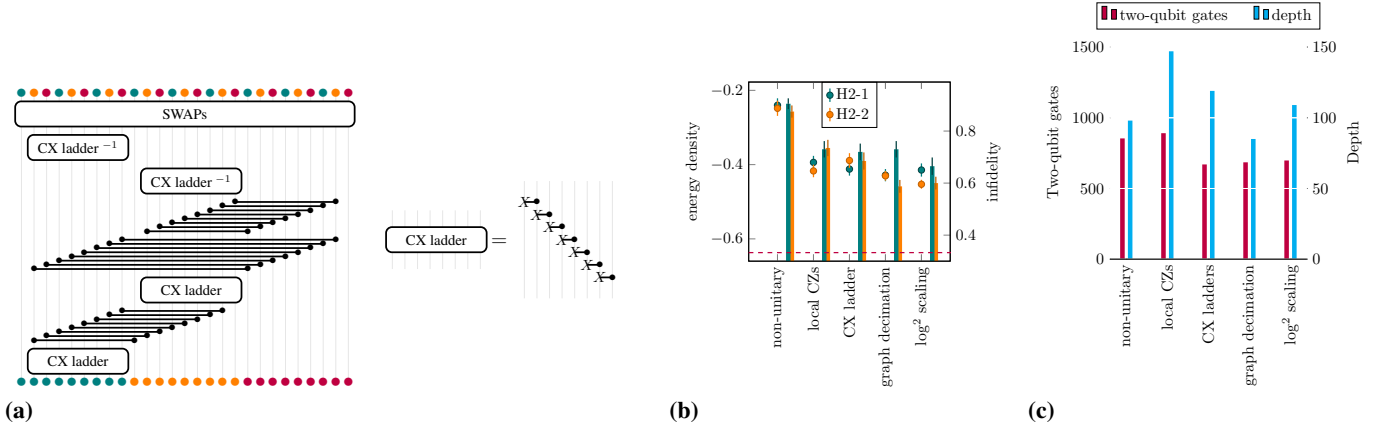 SWAPs
CX ladder −1
CX ladder −1
CX ladder
CX ladder
CX ladder
=
X
X
X
X
X
X
X
(a)
H2-1
H2-2
energy density
−0.2
−0.4
−0.6
0.8
0.6
0.4
infidelity
non-unitary
local CZs
CX ladder
graph decimation
log² scaling
(b)
two-qubit gates depth
Two-qubit gates
1500
1000
500
0
150
100
50
0
Depth
non-unitary
local CZs
CX ladders
graph decimation
log² scaling
(c)